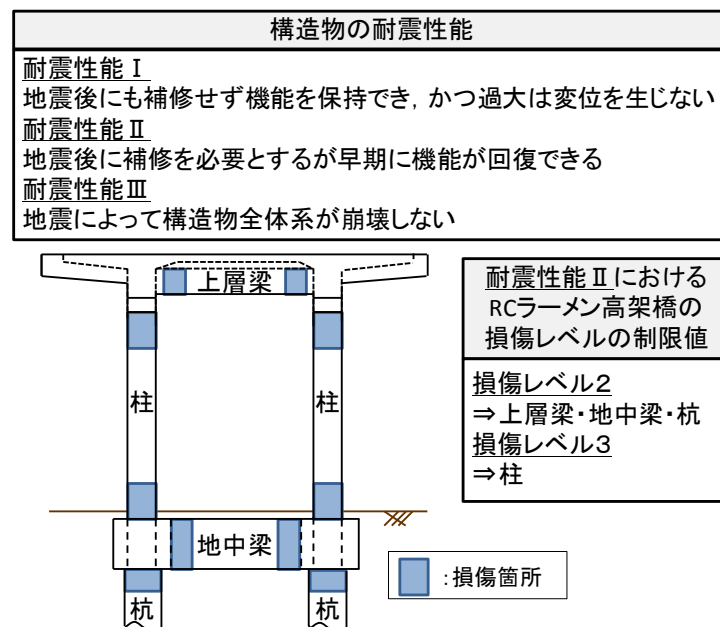 構造物の耐震性能
耐震性能Ⅰ
地震後にも補修せず機能を保持でき，かつ過大は変位を生じない
耐震性能Ⅱ
地震後に補修を必要とするが早期に機能が回復できる
耐震性能Ⅲ
地震によって構造物全体系が崩壊しない
上層梁
柱
柱
地中梁
杭
杭
耐震性能Ⅱにおける
RCラーメン高架橋の
損傷レベルの制限値
損傷レベル２
⇒上層梁・地中梁・杭
損傷レベル３
⇒柱
：損傷箇所